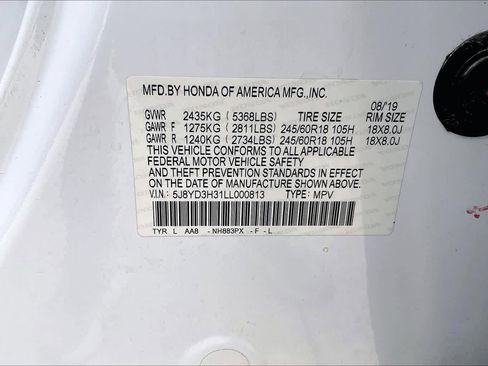 MFD.BY HONDA OF AMERICA MFG.,INC.
08/19
GVWR 2435KG ( 5368LBS) TIRE SIZE RIM SIZE
GAWR F 1275KG ( 2811LBS) 245/60R18 105H 18X8.0J
GAWR R 1240KG ( 2734LBS) 245/60R18 105H 18X8.0J
THIS VEHICLE CONFORMS TO ALL APPLICABLE
FEDERAL MOTOR VEHICLE SAFETY
AND THEFT PREVENTION STANDARDS IN EFFECT
ON THE DATE OF MANUFACTURE SHOWN ABOVE.
V.I.N: 5J8YD3H31LL000813 TYPE: MPV
TYR L AA8 - NH883PX - F - L